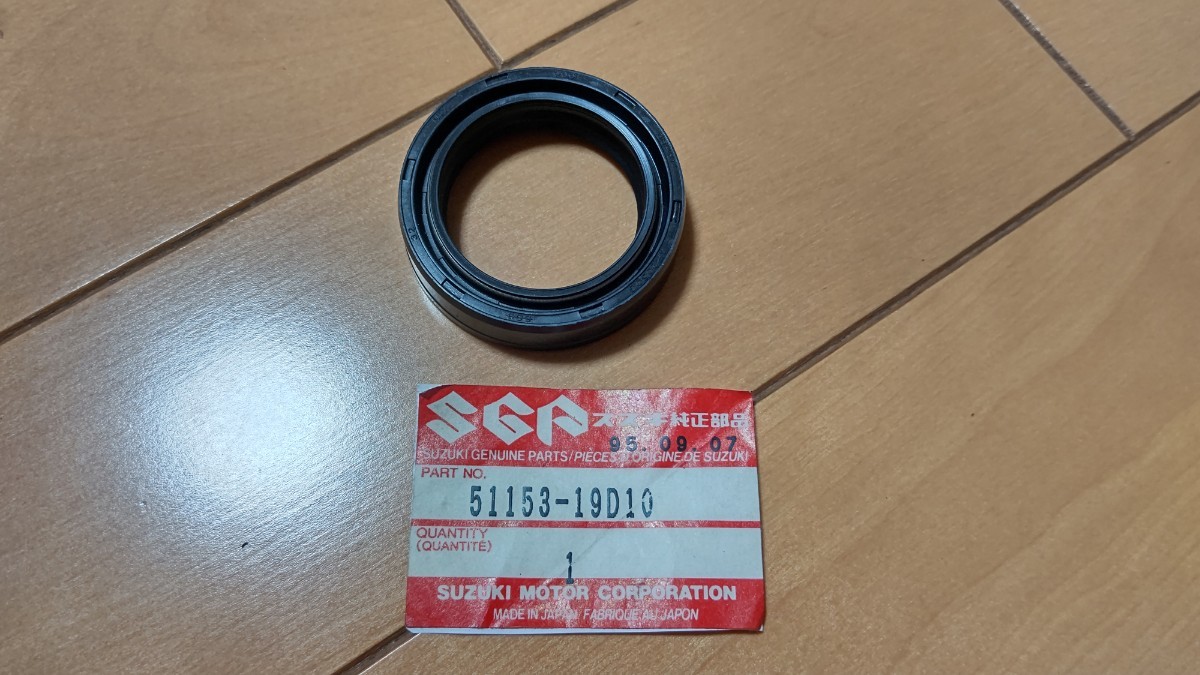 SGP スズキ純正部品
95.09.07
SUZUKI GENUINE PARTS/PIÈCES D'ORIGINE DE SUZUKI
PART NO.
51153-19D10
QUANTITY
(QUANTITÉ)
1
SUZUKI MOTOR CORPORATION
MADE IN JAPAN FABRIQUE AU JAPON